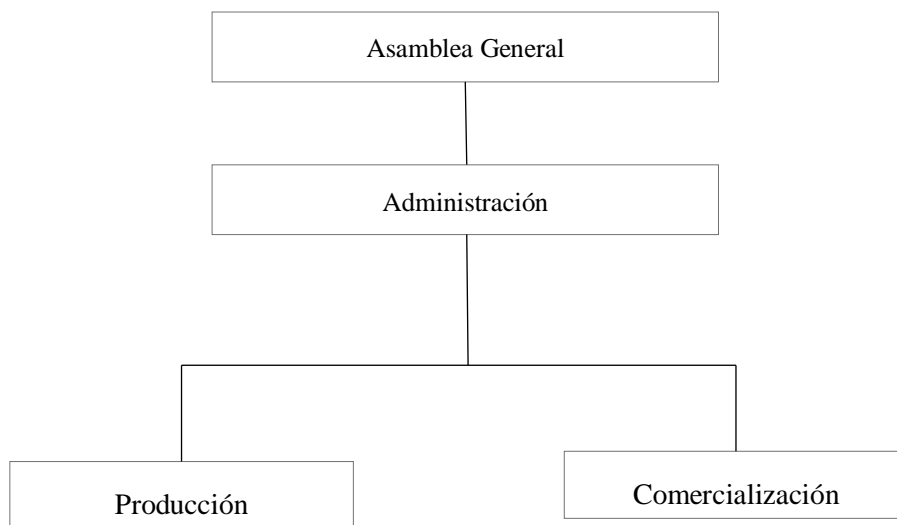 Asamblea General
Administración
Producción
Comercialización